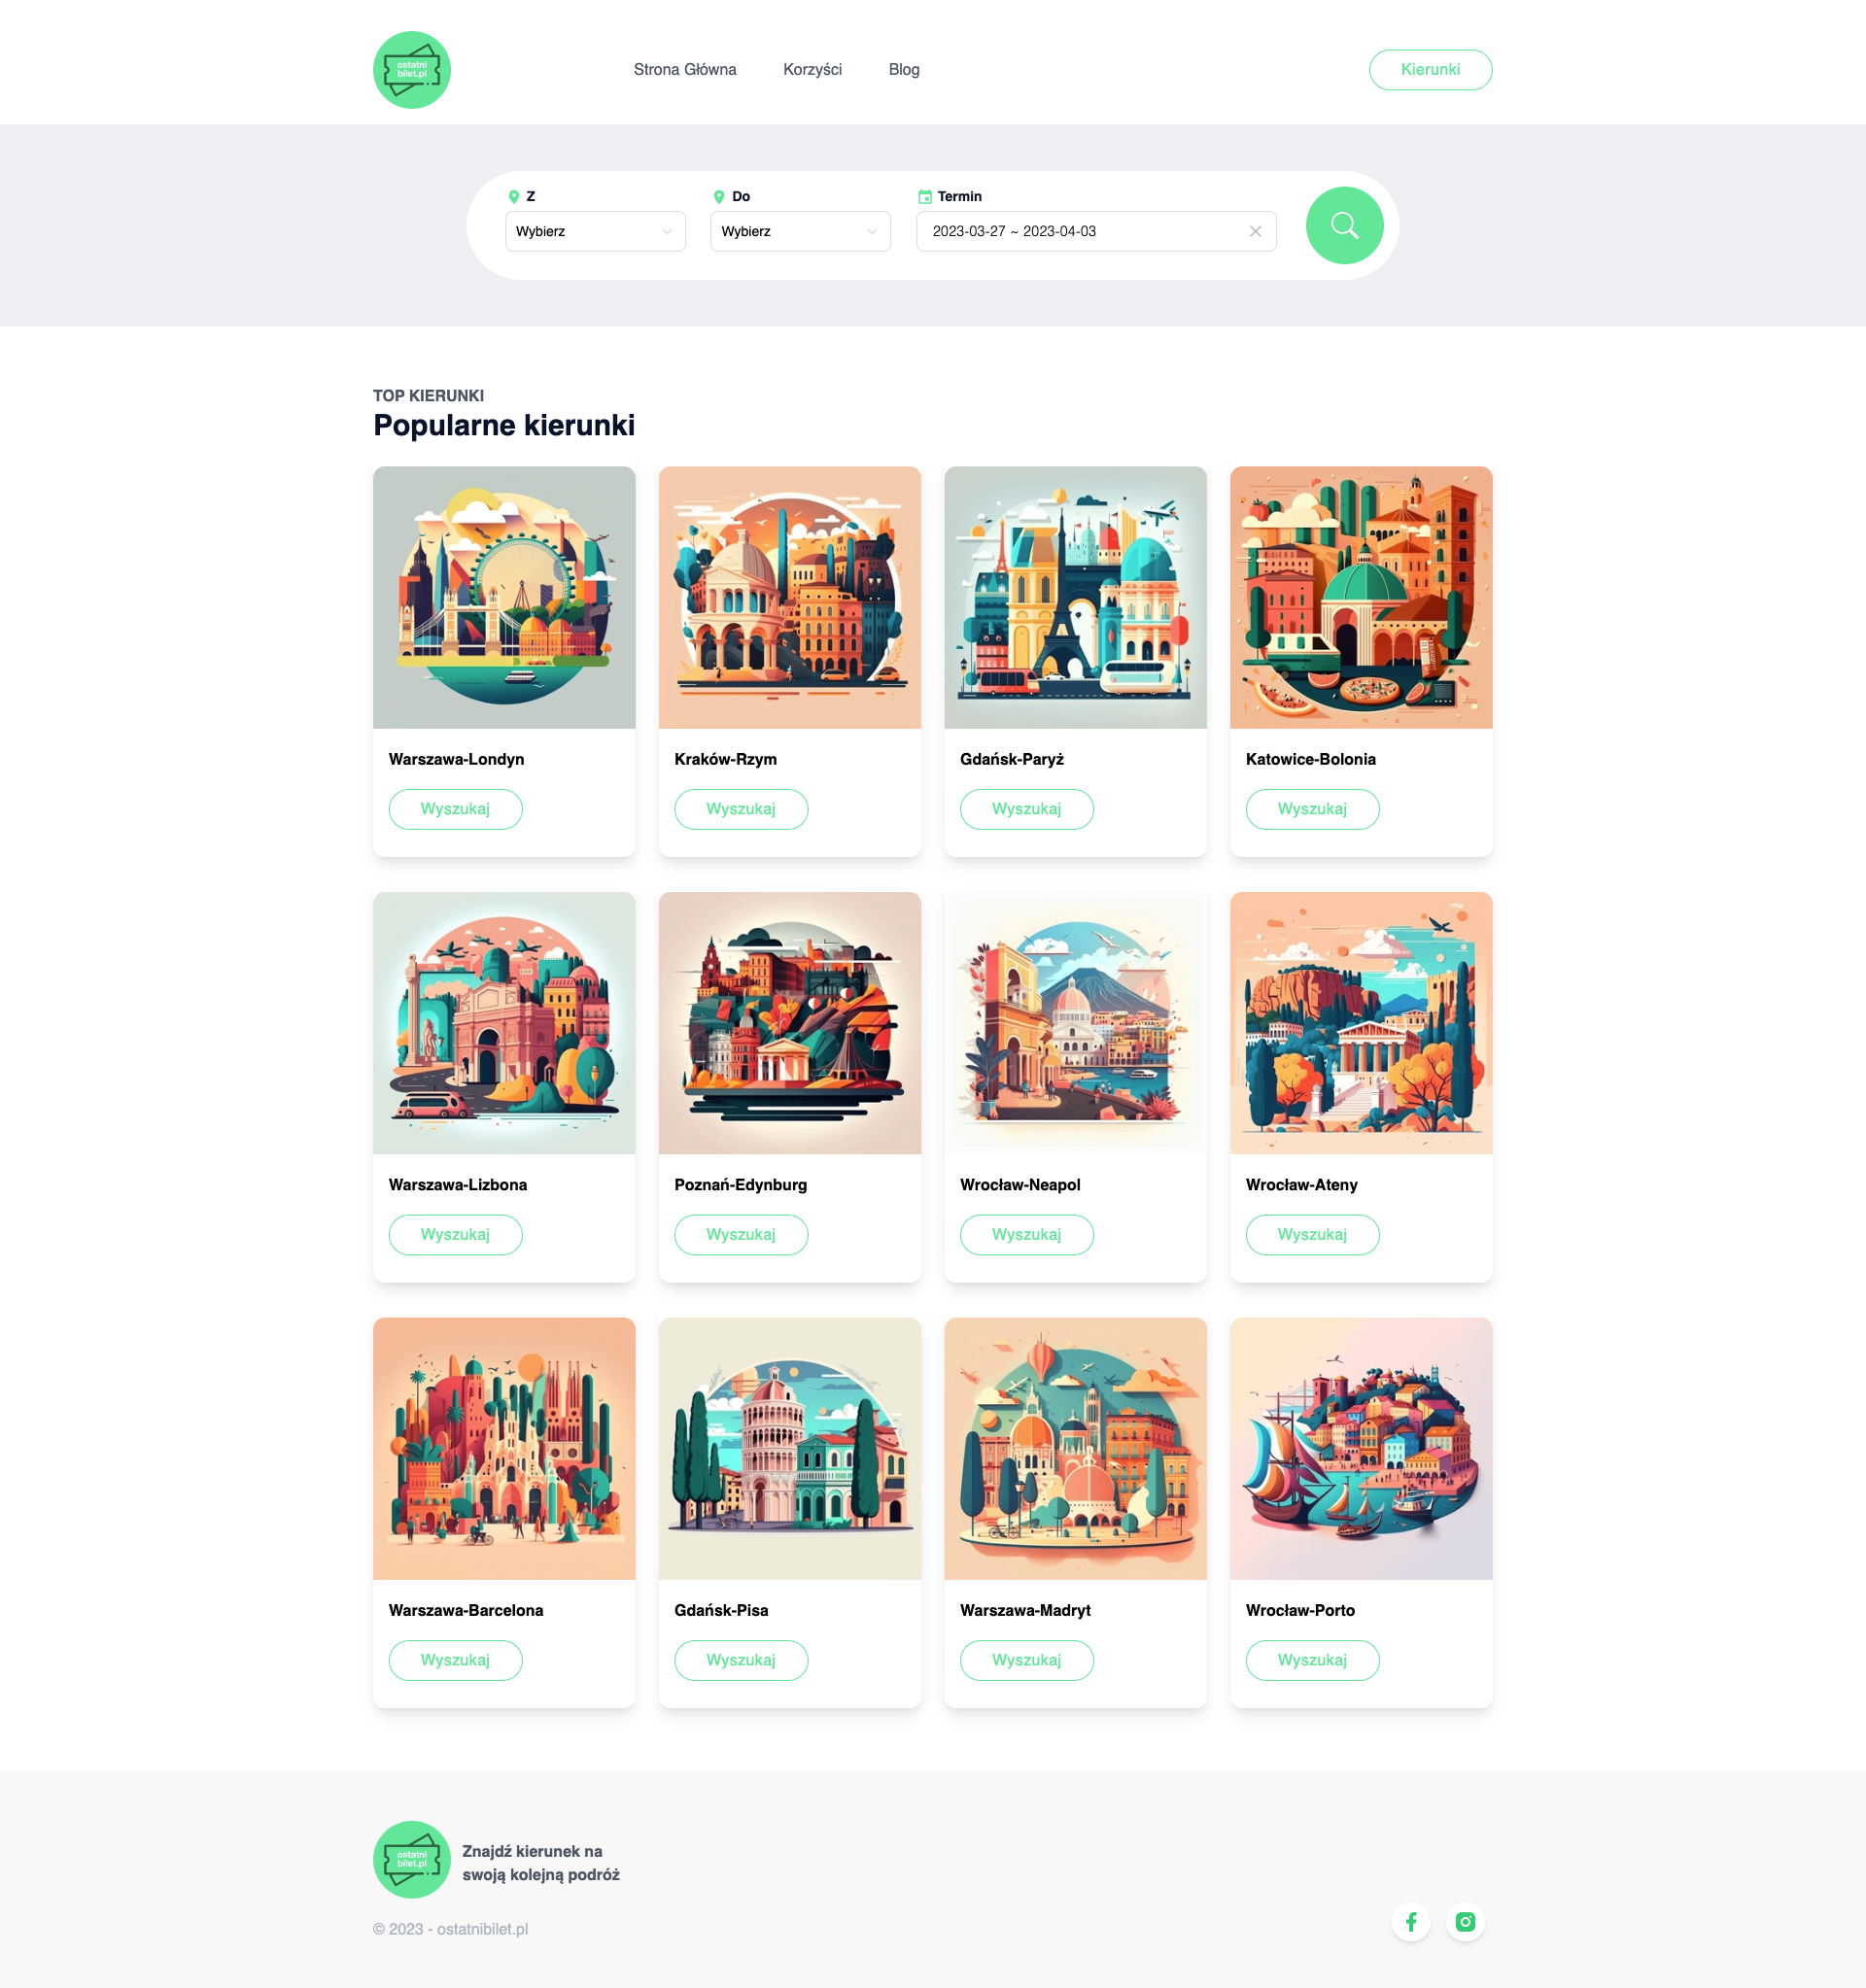 ostatni
bilet.pl
Strona Główna
Korzyści
Blog
Kierunki
Z
Do
Termin
Wybierz
Wybierz
2023-03-27 ~ 2023-04-03
TOP KIERUNKI
Popularne kierunki
Warszawa-Londyn
Kraków-Rzym
Gdańsk-Paryż
Katowice-Bolonia
Wyszukaj
Wyszukaj
Wyszukaj
Wyszukaj
Warszawa-Lizbona
Poznań-Edynburg
Wrocław-Neapol
Wrocław-Ateny
Wyszukaj
Wyszukaj
Wyszukaj
Wyszukaj
Warszawa-Barcelona
Gdańsk-Pisa
Warszawa-Madryt
Wrocław-Porto
Wyszukaj
Wyszukaj
Wyszukaj
Wyszukaj
ostatni
bilet.pl
Znajdź kierunek na
swoją kolejną podróż
© 2023 - ostatnibilet.pl